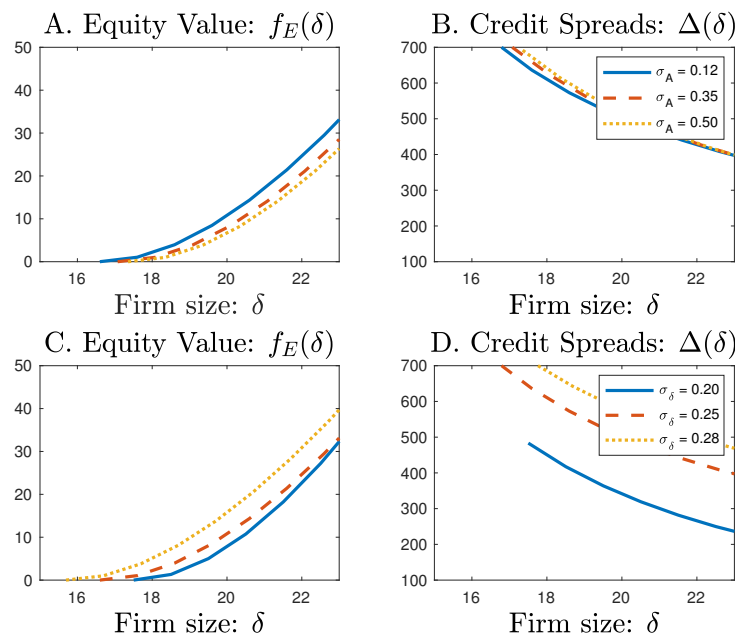 A. Equity Value: f_E(δ)
50
40
30
20
10
0
16 18 20 22
Firm size: δ
B. Credit Spreads: Δ(δ)
700
600
500
400
300
200
100
σ_A = 0.12
σ_A = 0.35
σ_A = 0.50
16 18 20 22
Firm size: δ
C. Equity Value: f_E(δ)
50
40
30
20
10
0
16 18 20 22
Firm size: δ
D. Credit Spreads: Δ(δ)
700
600
500
400
300
200
100
σ_δ = 0.20
σ_δ = 0.25
σ_δ = 0.28
16 18 20 22
Firm size: δ